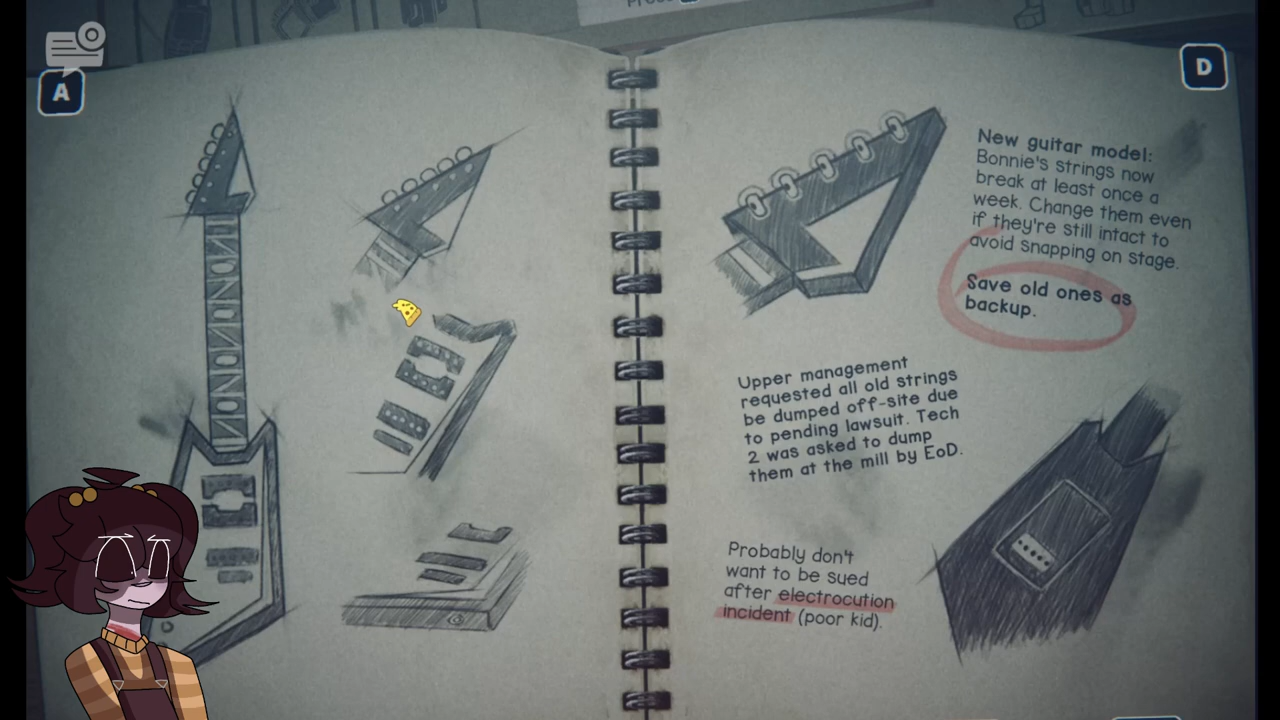 Press
A
D
New guitar model:
Bonnie's strings now
break at least once a
week. Change them even
if they're still intact to
avoid snapping on stage.
Save old ones as
backup.
Upper management
requested all old strings
be dumped off-site due
to pending lawsuit. Tech
2 was asked to dump
them at the mill by EoD.
Probably don't
want to be sued
after electrocution
incident (poor kid).